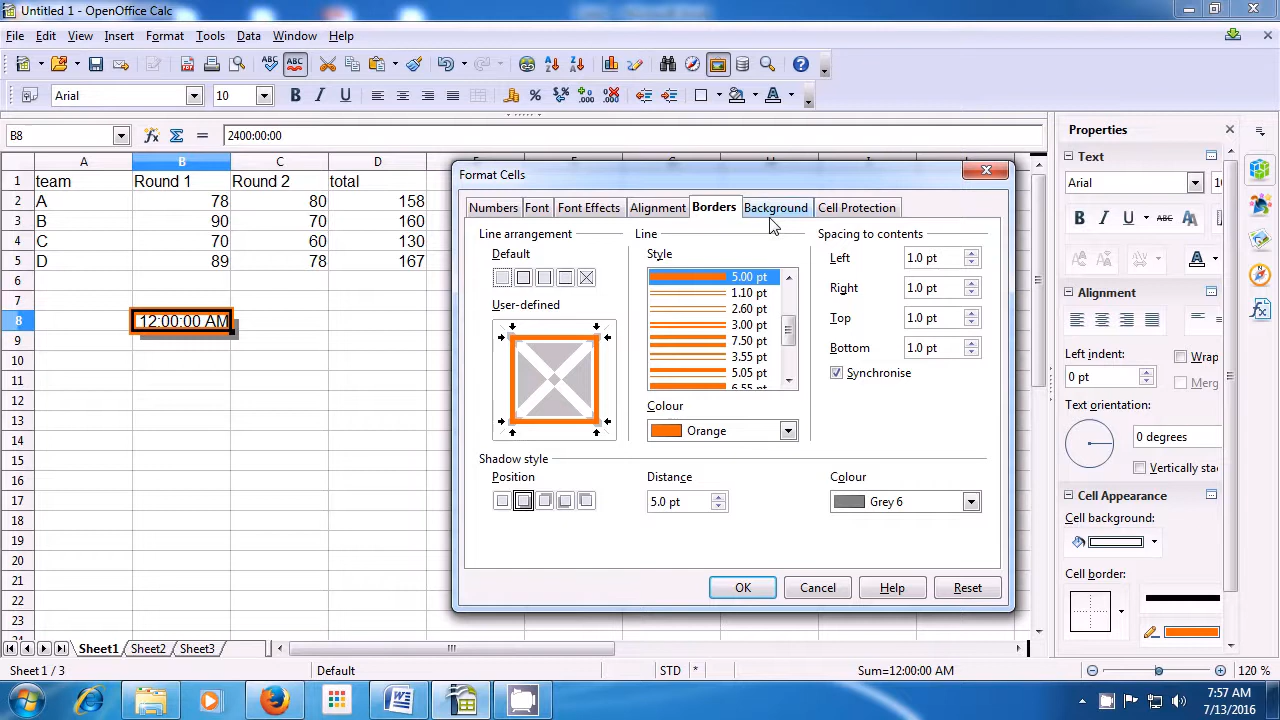 Untitled 1 - OpenOffice Calc
File Edit View Insert Format Tools Data Window Help
Arial 10
B8 2400:00:00
A B C D
1 team Round 1 Round 2 total
2 A 78 80 158
3 B 90 70 160
4 C 70 60 130
5 D 89 78 167
6
7
8 12:00:00 AM
9
10
11
12
13
14
15
16
17
18
19
20
21
22
23
Format Cells
Numbers Font Font Effects Alignment Borders Background Cell Protection
Line arrangement
Default
User-defined
Line
Style
5.00 pt
1.10 pt
2.60 pt
3.00 pt
7.50 pt
3.55 pt
5.05 pt
6.55 pt
Colour
Orange
Spacing to contents
Left 1.0 pt
Right 1.0 pt
Top 1.0 pt
Bottom 1.0 pt
Synchronise
Shadow style
Position
Distance
5.0 pt
Colour
Grey 6
OK Cancel Help Reset
Properties
Text
Arial
B I U ABC A
Alignment
Left indent:
0 pt
Wrap
Merg
Text orientation:
0 degrees
Vertically sta
Cell Appearance
Cell background:
Cell border:
Sheet1 Sheet2 Sheet3
Sheet 1 / 3 Default STD * Sum=12:00:00 AM 120 %
7:57 AM
7/13/2016